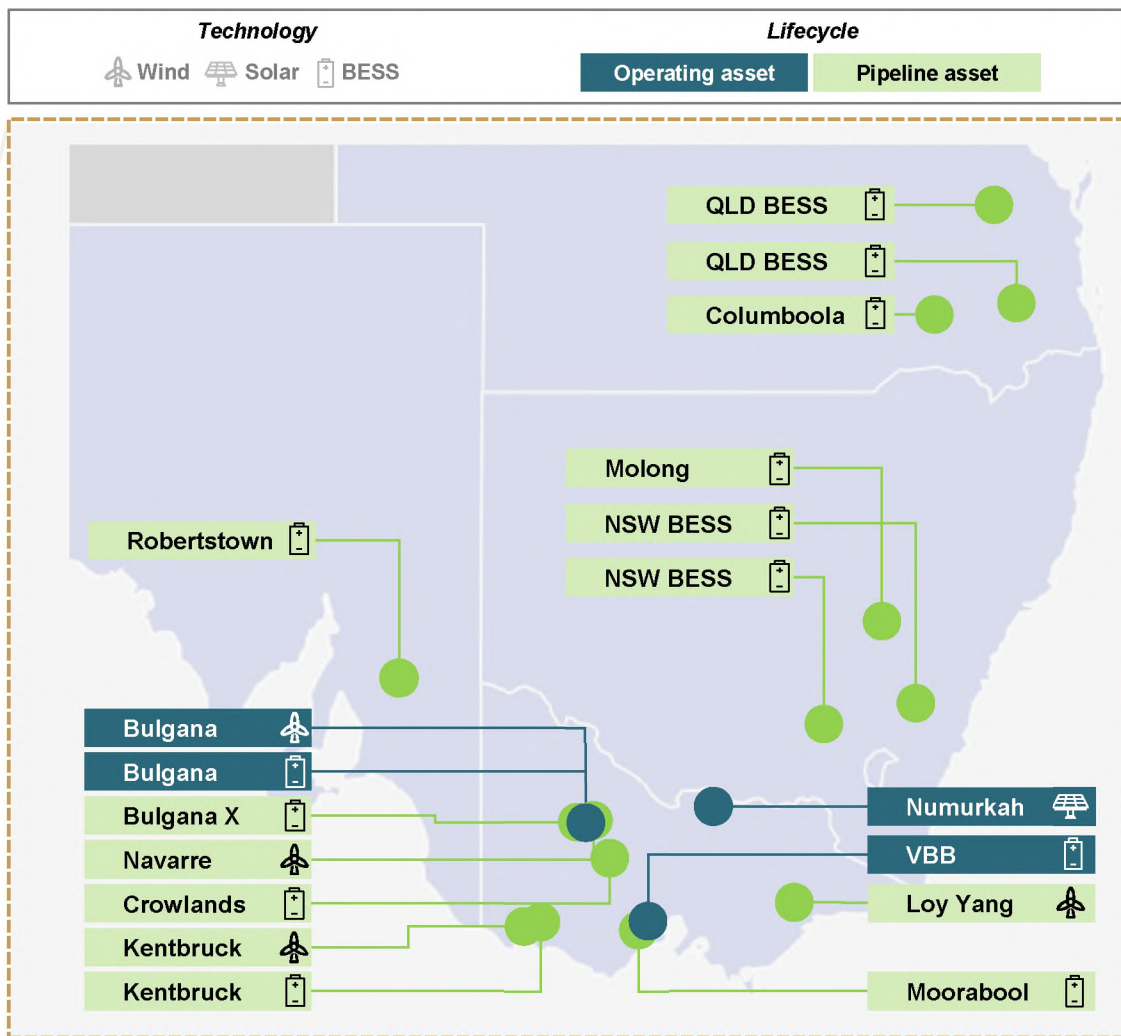 Technology
Wind Solar BESS
Lifecycle
Operating asset Pipeline asset
QLD BESS
QLD BESS
Columboola
Molong
NSW BESS
NSW BESS
Robertstown
Bulgana
Bulgana
Bulgana X
Navarre
Crowlands
Kentbruck
Kentbruck
Numurkah
VBB
Loy Yang
Moorabool